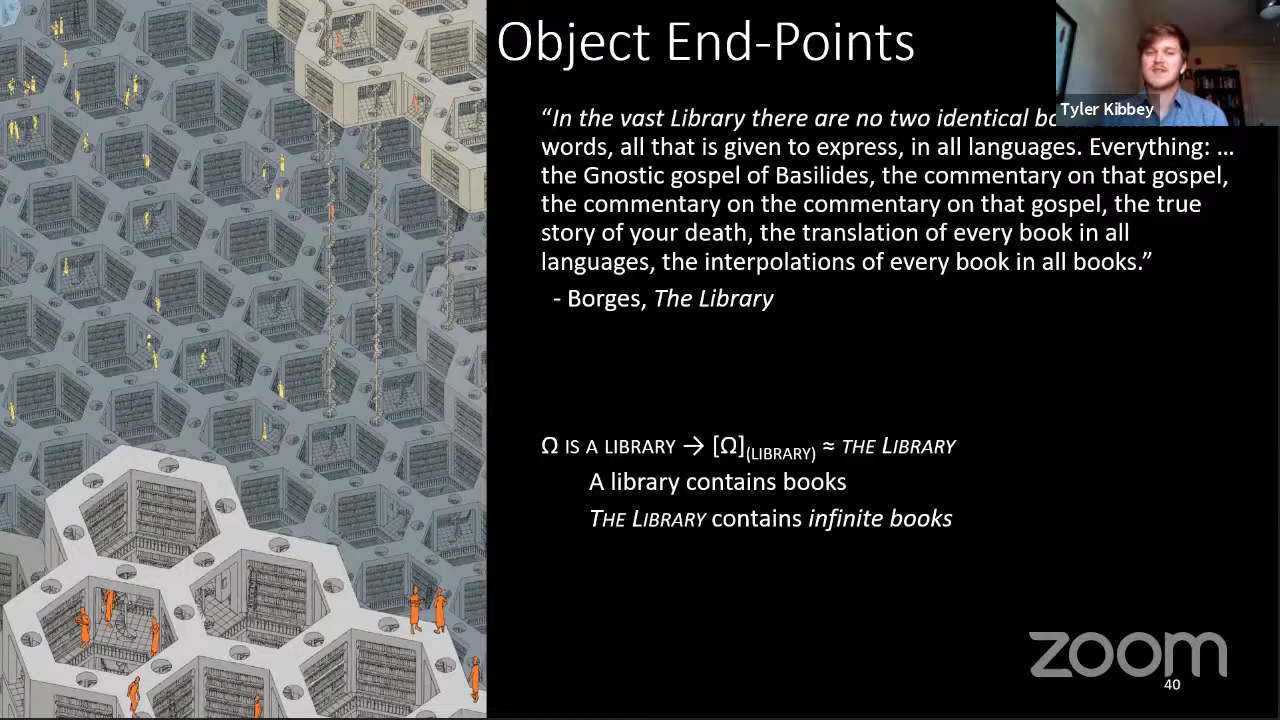 Object End-Points
Tyler Kibbey
“In the vast Library there are no two identical
words, all that is given to express, in all languages. Everything: ...
the Gnostic gospel of Basilides, the commentary on that gospel,
the commentary on the commentary on that gospel, the true
story of your death, the translation of every book in all
languages, the interpolations of every book in all books.”
- Borges, The Library
Ω IS A LIBRARY → [Ω](LIBRARY) ≈ THE LIBRARY
A library contains books
THE LIBRARY contains infinite books
zoom
40